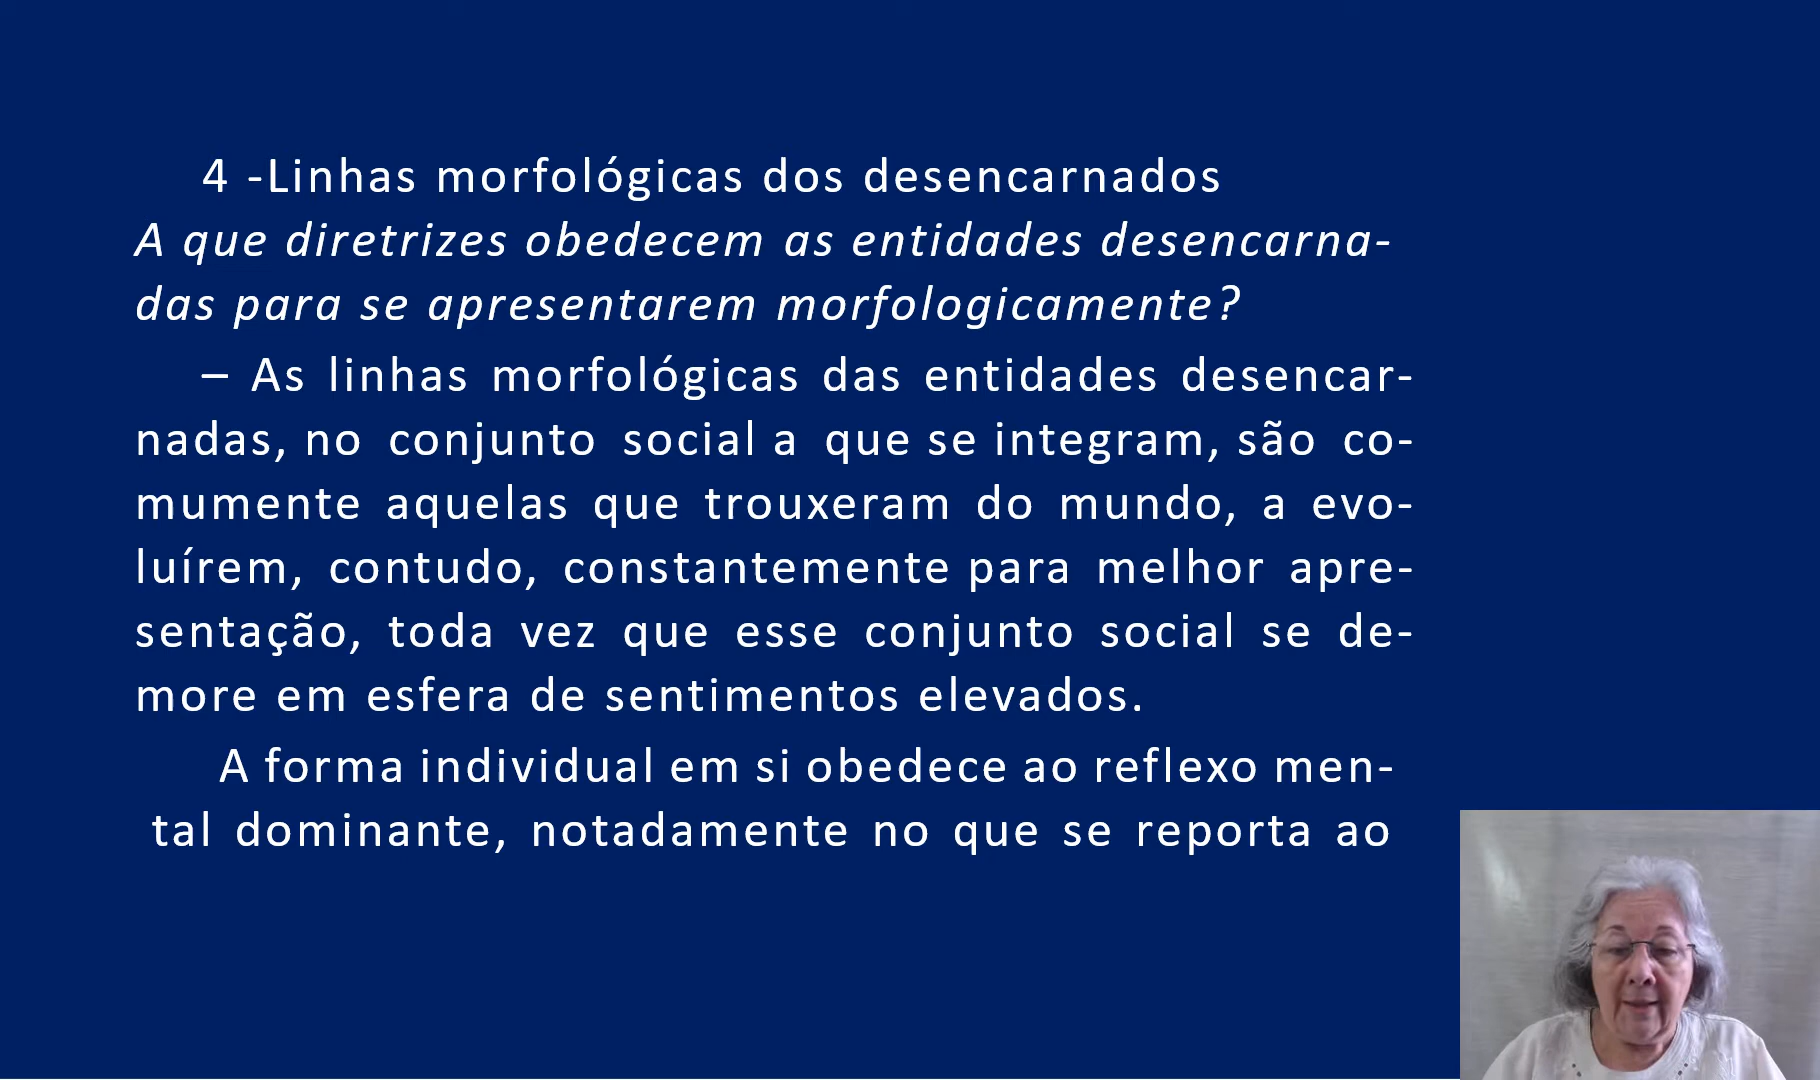 4 -Linhas morfológicas dos desencarnados
A que diretrizes obedecem as entidades desencarna-
das para se apresentarem morfologicamente?
– As linhas morfológicas das entidades desencar-
nadas, no conjunto social a que se integram, são co-
mumente aquelas que trouxeram do mundo, a evo-
luírem, contudo, constantemente para melhor apre-
sentação, toda vez que esse conjunto social se de-
more em esfera de sentimentos elevados.
A forma individual em si obedece ao reflexo men-
tal dominante, notadamente no que se reporta ao